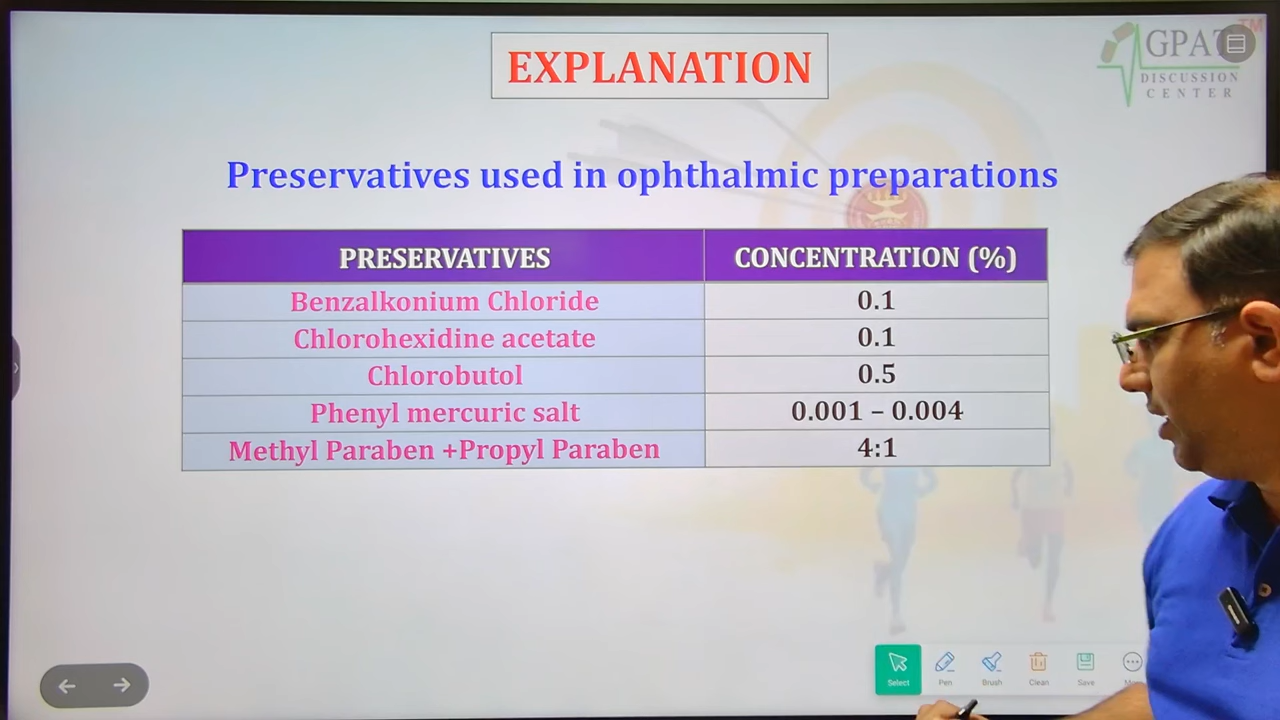 EXPLANATION
GPAT TM
DISCUSSION
CENTER
Preservatives used in ophthalmic preparations
PRESERVATIVES CONCENTRATION (%)
Benzalkonium Chloride 0.1
Chlorohexidine acetate 0.1
Chlorobutol 0.5
Phenyl mercuric salt 0.001 – 0.004
Methyl Paraben +Propyl Paraben 4:1
Select Pen Brush Clean Save